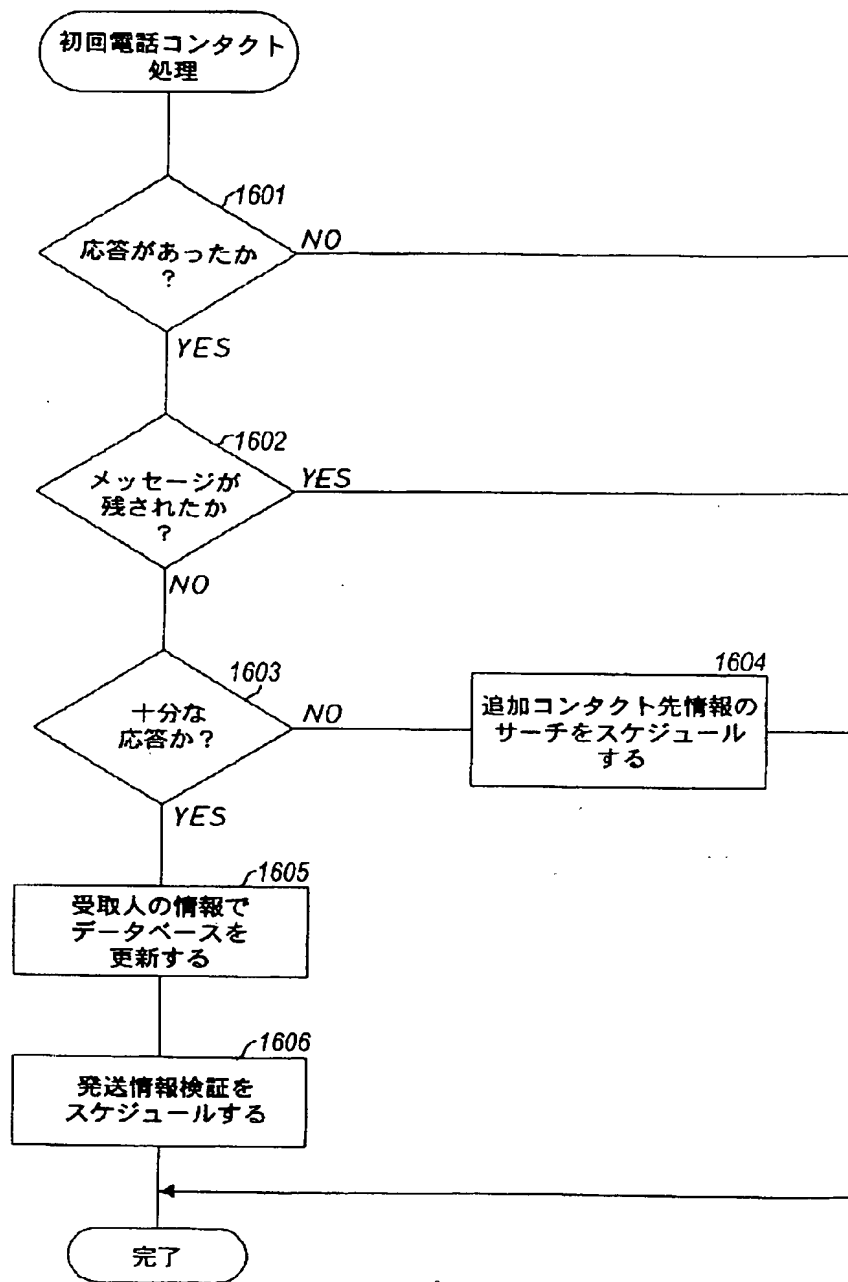 初回電話コンタクト
処理
1601
応答があったか
?
NO
YES
1602
メッセージが
残されたか
?
YES
NO
1603
十分な
応答か?
NO
1604
追加コンタクト先情報の
サーチをスケジュール
する
YES
1605
受取人の情報で
データベースを
更新する
1606
発送情報検証を
スケジュールする
完了